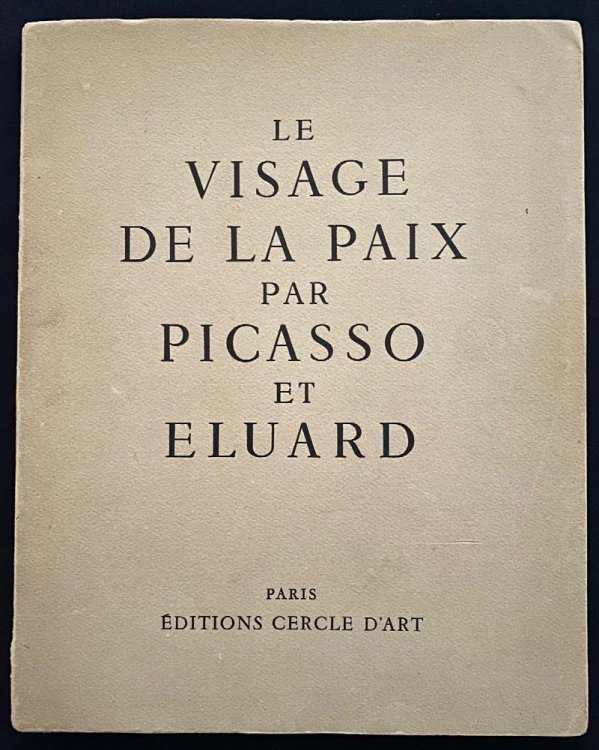 LE
VISAGE
DE LA PAIX
PAR
PICASSO
ET
ELUARD
PARIS
ÉDITIONS CERCLE D'ART